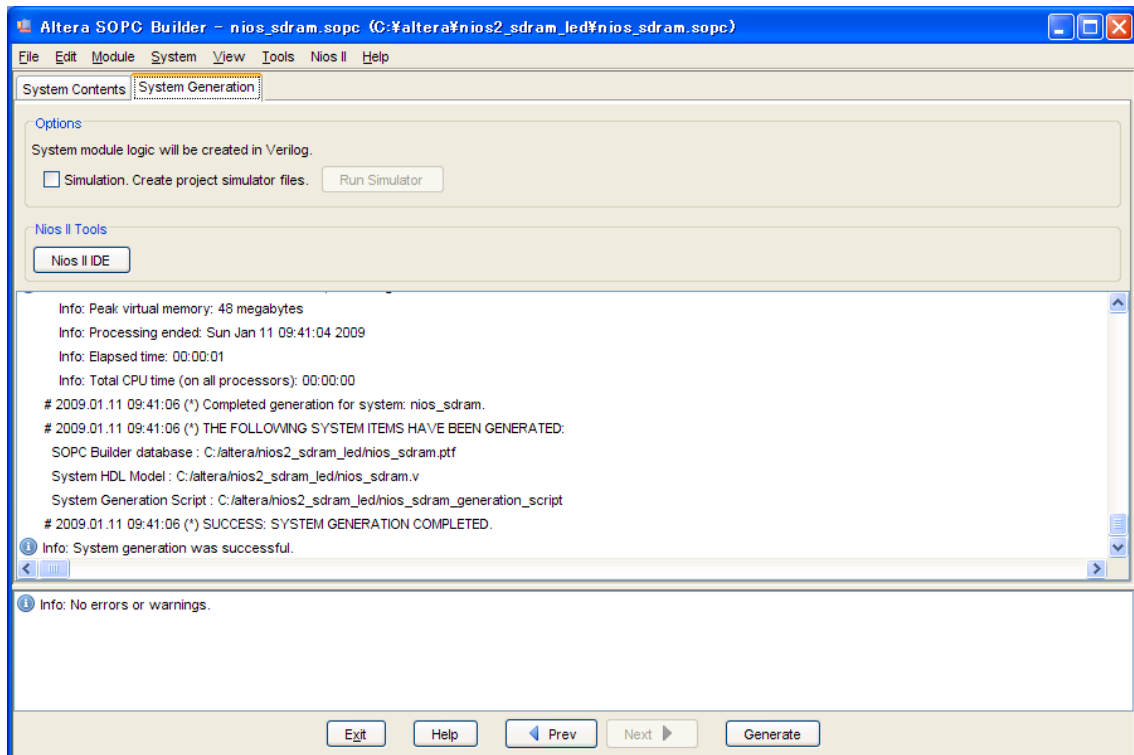 Altera SOPC Builder - nios_sdram.sopc (C:¥altera¥nios2_sdram_led¥nios_sdram.sopc)
File Edit Module System View Tools Nios II Help
System Contents System Generation
Options
System module logic will be created in Verilog.
Simulation. Create project simulator files. Run Simulator
Nios II Tools
Nios II IDE
Info: Peak virtual memory: 48 megabytes
Info: Processing ended: Sun Jan 11 09:41:04 2009
Info: Elapsed time: 00:00:01
Info: Total CPU time (on all processors): 00:00:00
# 2009.01.11 09:41:06 (*) Completed generation for system: nios_sdram.
# 2009.01.11 09:41:06 (*) THE FOLLOWING SYSTEM ITEMS HAVE BEEN GENERATED:
SOPC Builder database : C:/altera/nios2_sdram_led/nios_sdram.ptf
System HDL Model : C:/altera/nios2_sdram_led/nios_sdram.v
System Generation Script : C:/altera/nios2_sdram_led/nios_sdram_generation_script
# 2009.01.11 09:41:06 (*) SUCCESS: SYSTEM GENERATION COMPLETED.
Info: System generation was successful.
Info: No errors or warnings.
Exit Help Prev Next Generate